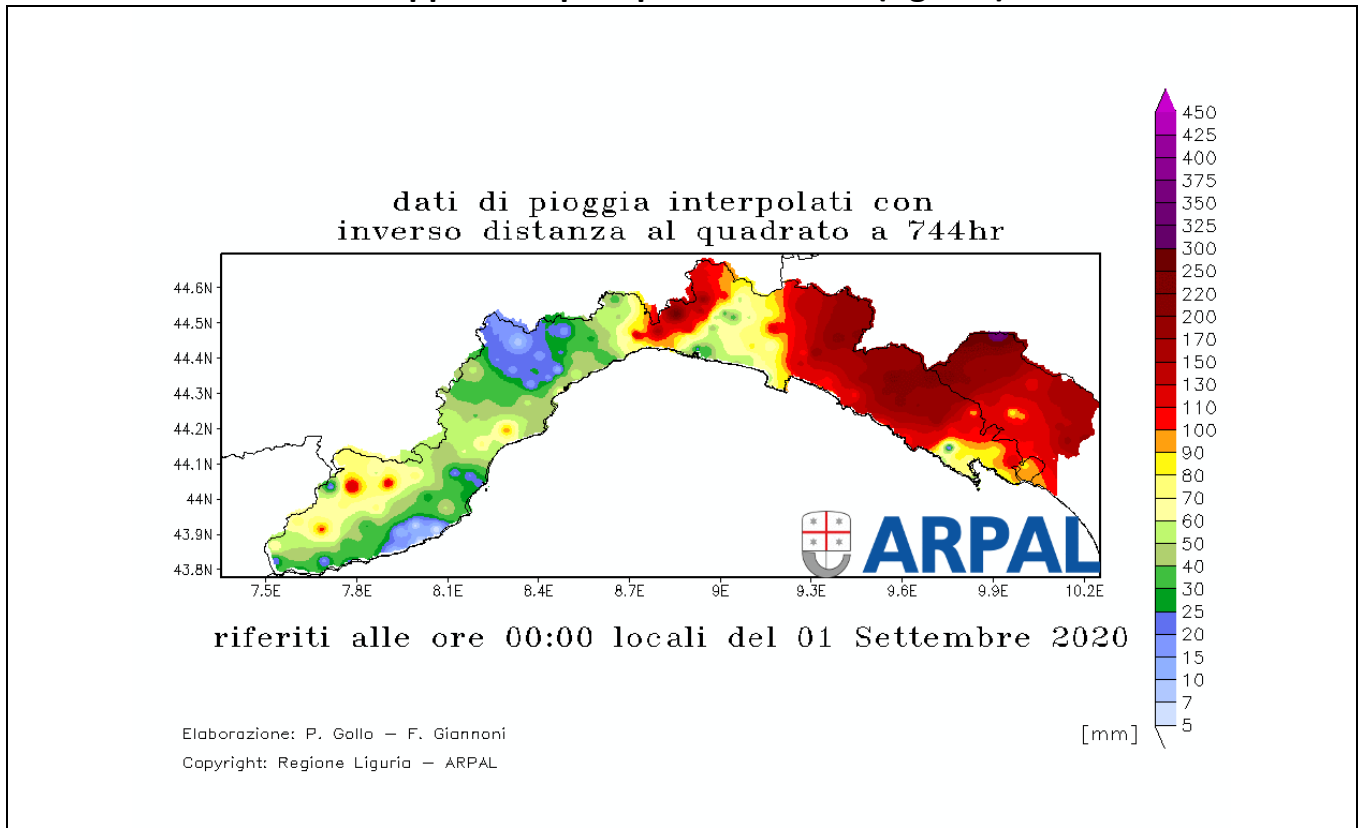 dati di pioggia interpolati con
inverso distanza al quadrato a 744hr
44.6N
44.5N
44.4N
44.3N
44.2N
44.1N
44N
43.9N
43.8N
7.5E 7.8E 8.1E 8.4E 8.7E 9E 9.3E 9.6E 9.9E 10.2E
ARPAL
450
425
400
375
350
325
300
250
220
200
170
150
130
110
100
90
80
70
60
50
40
30
25
20
15
10
7
5
[mm]
riferiti alle ore 00:00 locali del 01 Settembre 2020
Elaborazione: P. Gollo – F. Giannoni
Copyright: Regione Liguria – ARPAL